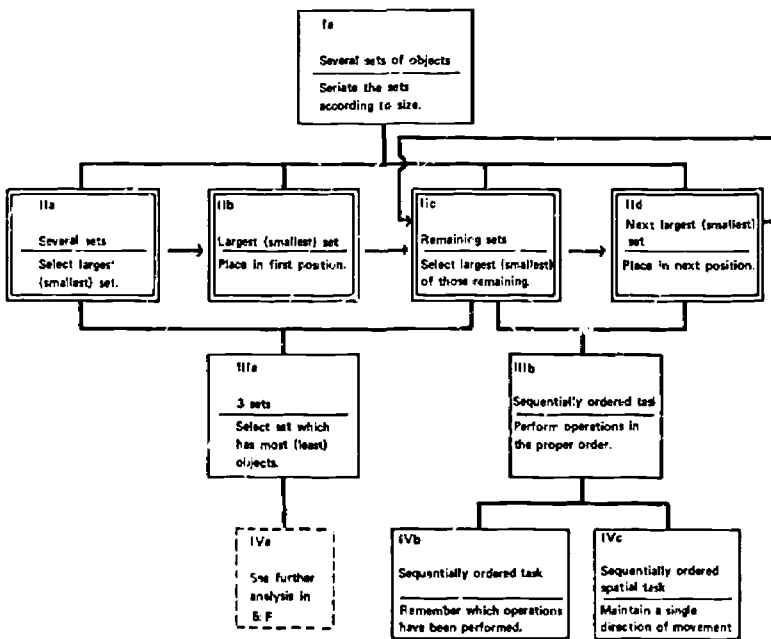 Ia
Several sets of objects
Seriate the sets
according to size.
IIa
Several sets
Select largest
(smallest) set.
IIb
Largest (smallest) set
Place in first position.
IIc
Remaining sets
Select largest (smallest)
of those remaining.
IId
Next largest (smallest)
set
Place in next position.
IIIa
3 sets
Select set which
has most (least)
objects.
IIIb
Sequentially ordered task
Perform operations in
the proper order.
IVa
See further
analysis in
IVb
Sequentially ordered task
Remember which operations
have been performed.
IVc
Sequentially ordered
spatial task
Maintain a single
direction of movement